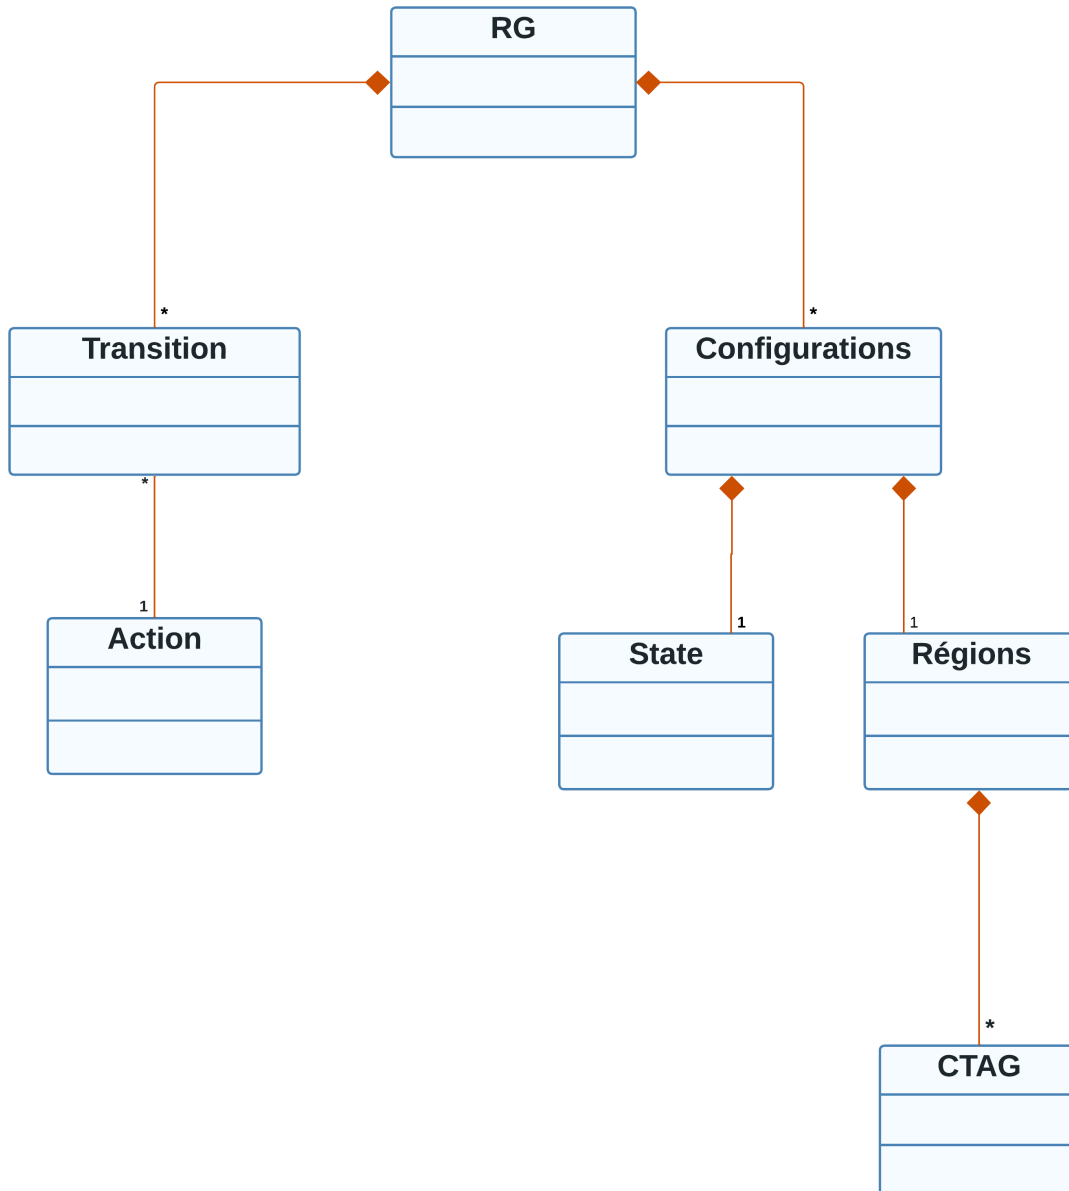 RG
*
*
Transition
Configurations
*
1
Action
1
State
1
Régions
*
CTAG